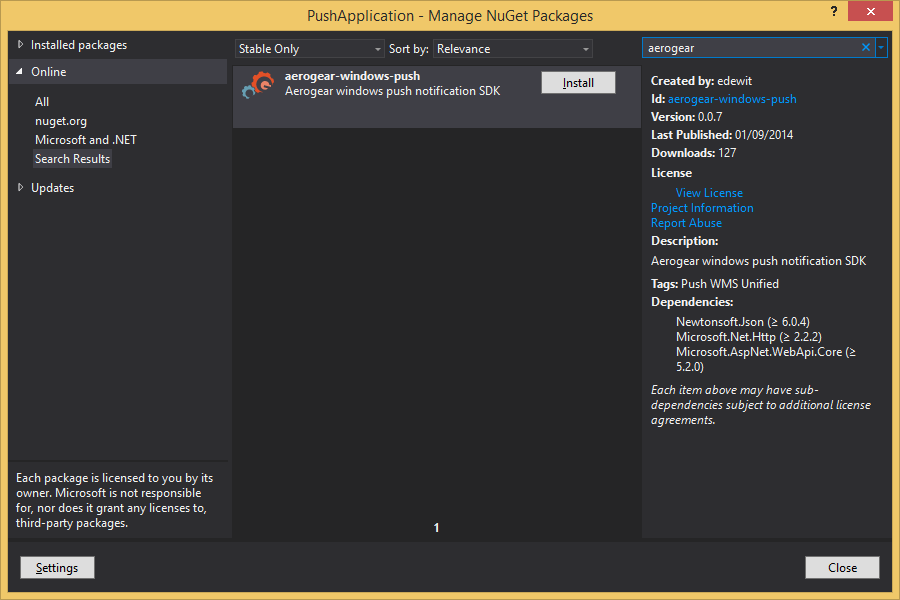 PushApplication - Manage NuGet Packages
?
Installed packages
Online
All
nuget.org
Microsoft and .NET
Search Results
Updates
Each package is licensed to you by its
owner. Microsoft is not responsible
for, nor does it grant any licenses to,
third-party packages.
Settings
Stable Only
Sort by: Relevance
aerogear-windows-push
Aerogear windows push notification SDK
Install
1
aerogear
Created by: edewit
Id: aerogear-windows-push
Version: 0.0.7
Last Published: 01/09/2014
Downloads: 127
License
View License
Project Information
Report Abuse
Description:
Aerogear windows push notification SDK
Tags: Push WMS Unified
Dependencies:
Newtonsoft.Json (≥ 6.0.4)
Microsoft.Net.Http (≥ 2.2.2)
Microsoft.AspNet.WebApi.Core (≥
5.2.0)
Each item above may have sub-
dependencies subject to additional license
agreements.
Close